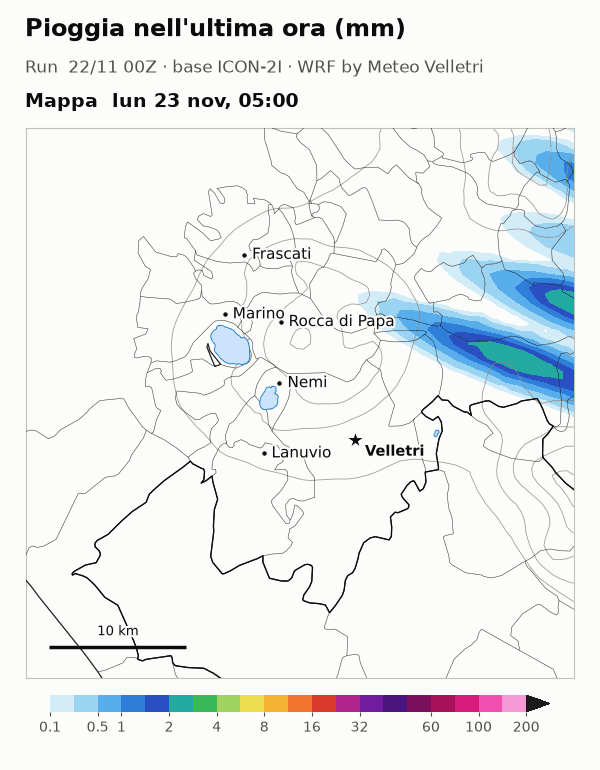 Pioggia nell'ultima ora (mm)
Run  22/11 00Z · base ICON-2I · WRF by Meteo Velletri
Mappa  lun 23 nov, 05:00
Frascati
Marino
Rocca di Papa
Nemi
Velletri
Lanuvio
10 km
0.1 0.5 1 2 4 8 16 32 60 100 200